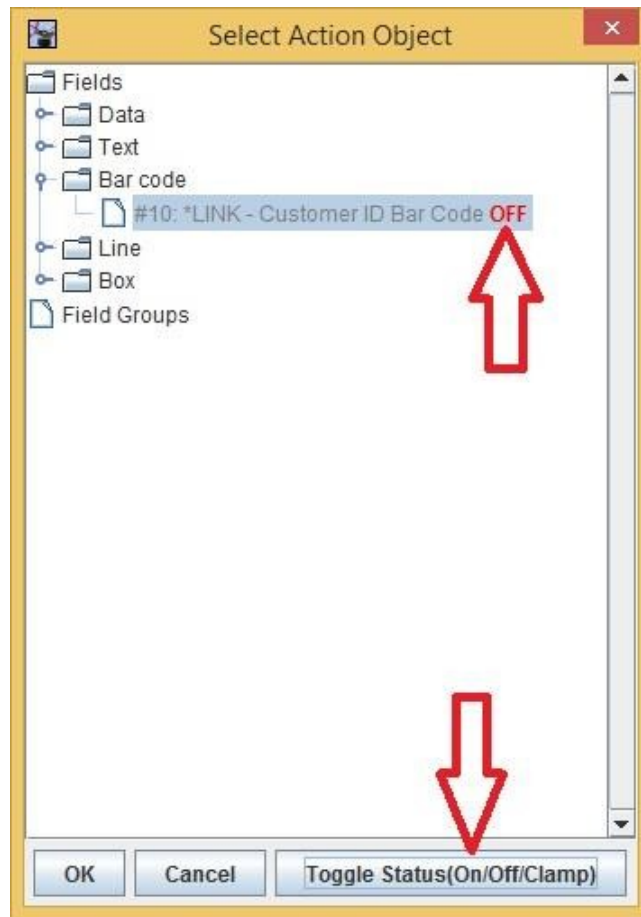 Select Action Object
Fields
Data
Text
Bar code
#10: *LINK - Customer ID Bar Code OFF
Line
Box
Field Groups
OK Cancel Toggle Status(On/Off/Clamp)